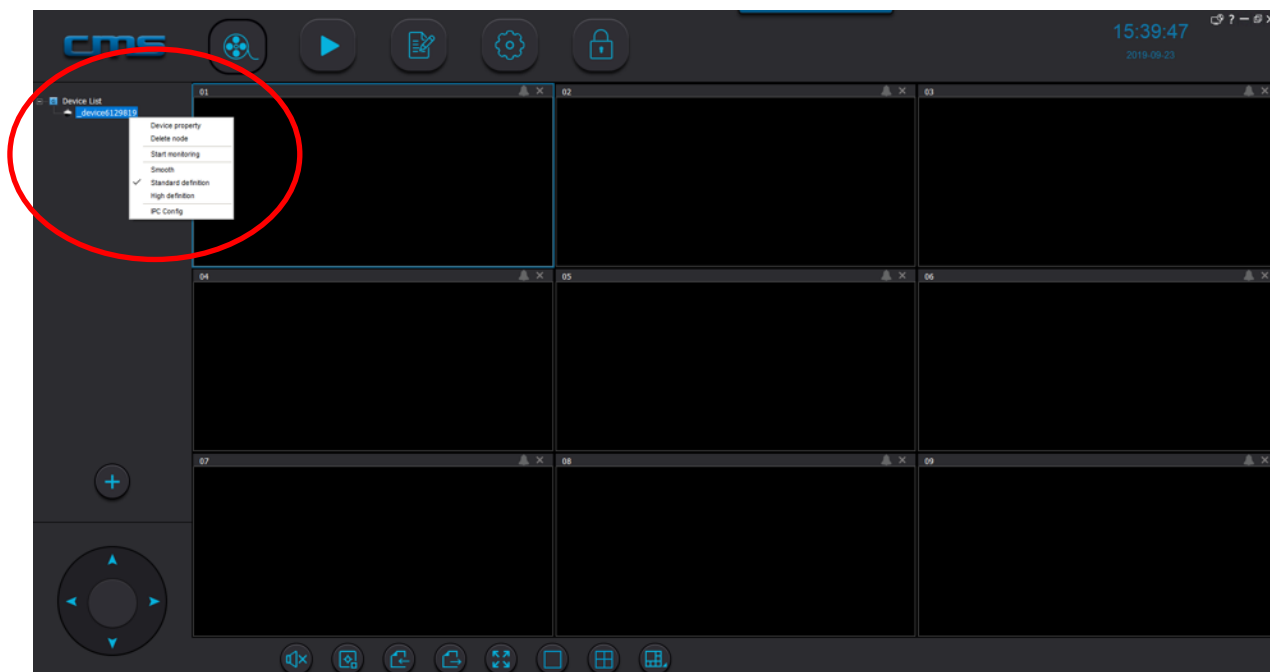 cms
15:39:47
2019-09-23
Device List
_device6129819
Device property
Delete node
Start monitoring
Smooth
Standard definition
High definition
IPC Config
01
02
03
04
05
06
07
08
09